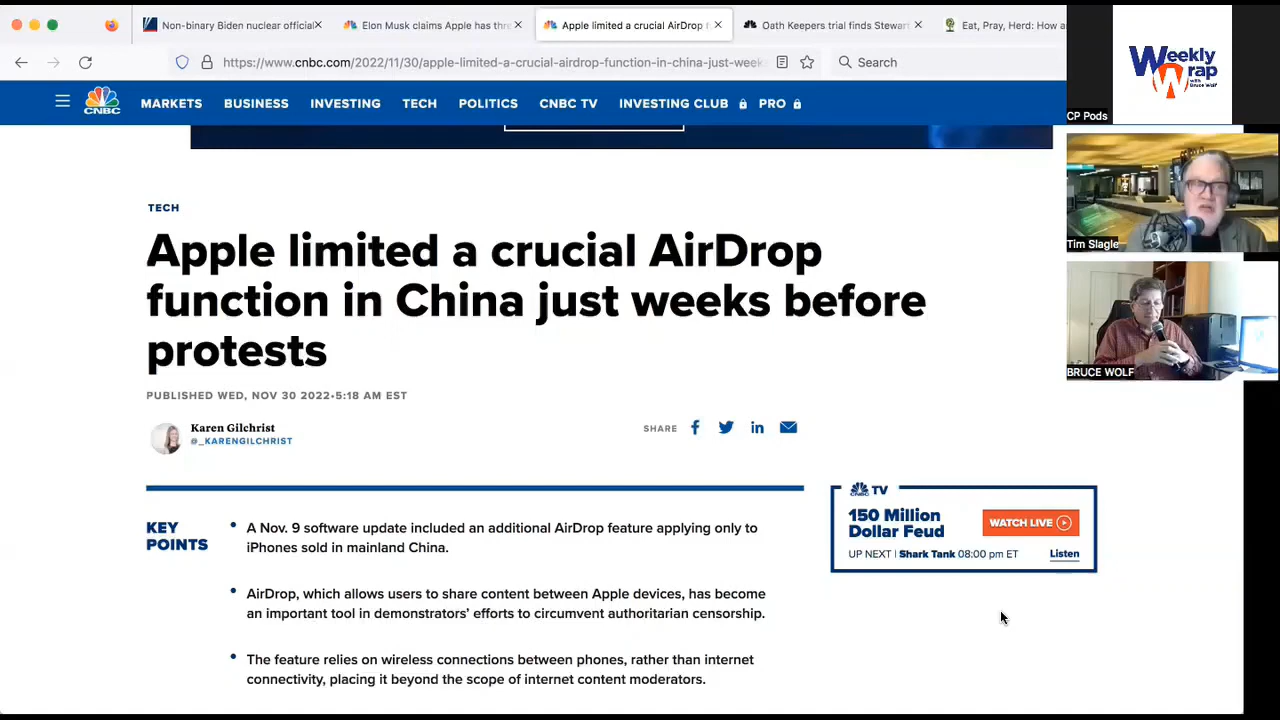 Non-binary Biden nuclear official
Elon Musk claims Apple has thr
Apple limited a crucial AirDrop f
Oath Keepers trial finds Stewart
Eat, Pray, Herd: How a
https://www.cnbc.com/2022/11/30/apple-limited-a-crucial-airdrop-function-in-china-just-week
Search
CNBC
MARKETS
BUSINESS
INVESTING
TECH
POLITICS
CNBC TV
INVESTING CLUB
PRO
TECH
Apple limited a crucial AirDrop
function in China just weeks before
protests
PUBLISHED WED, NOV 30 2022•5:18 AM EST
Karen Gilchrist
@_KARENGILCHRIST
SHARE
KEY
POINTS
• A Nov. 9 software update included an additional AirDrop feature applying only to
iPhones sold in mainland China.
• AirDrop, which allows users to share content between Apple devices, has become
an important tool in demonstrators' efforts to circumvent authoritarian censorship.
• The feature relies on wireless connections between phones, rather than internet
connectivity, placing it beyond the scope of internet content moderators.
CNBC TV
150 Million
Dollar Feud
WATCH LIVE
UP NEXT | Shark Tank 08:00 pm ET
Listen
Weekly
Wrap
with Bruce Wolf
CP Pods
Tim Slagle
BRUCE WOLF